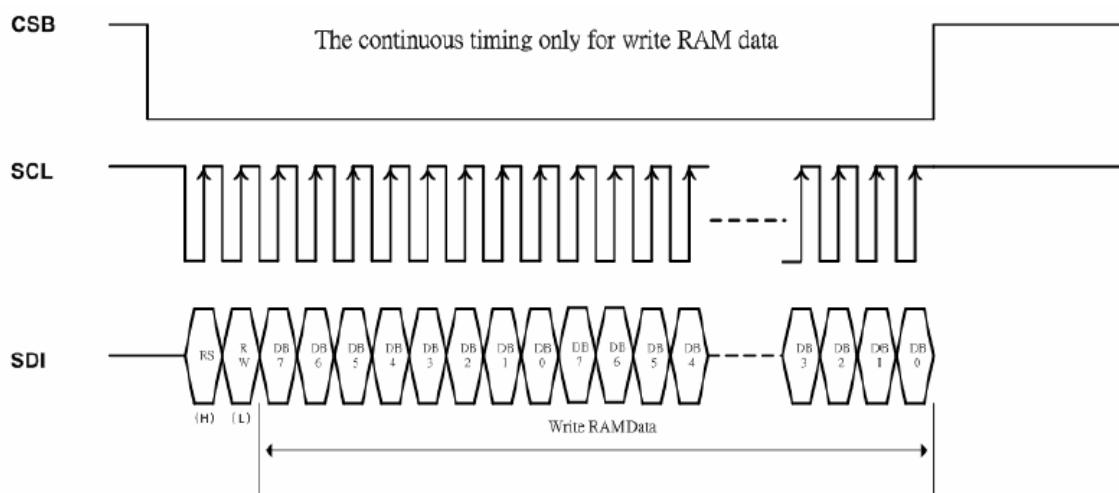 CSB
The continuous timing only for write RAM data
SCL
SDI
RS
R
W
DB
7
DB
6
DB
5
DB
4
DB
3
DB
2
DB
1
DB
0
DB
7
DB
6
DB
5
DB
4
DB
3
DB
2
DB
1
DB
0
(H)
(L)
Write RAMData